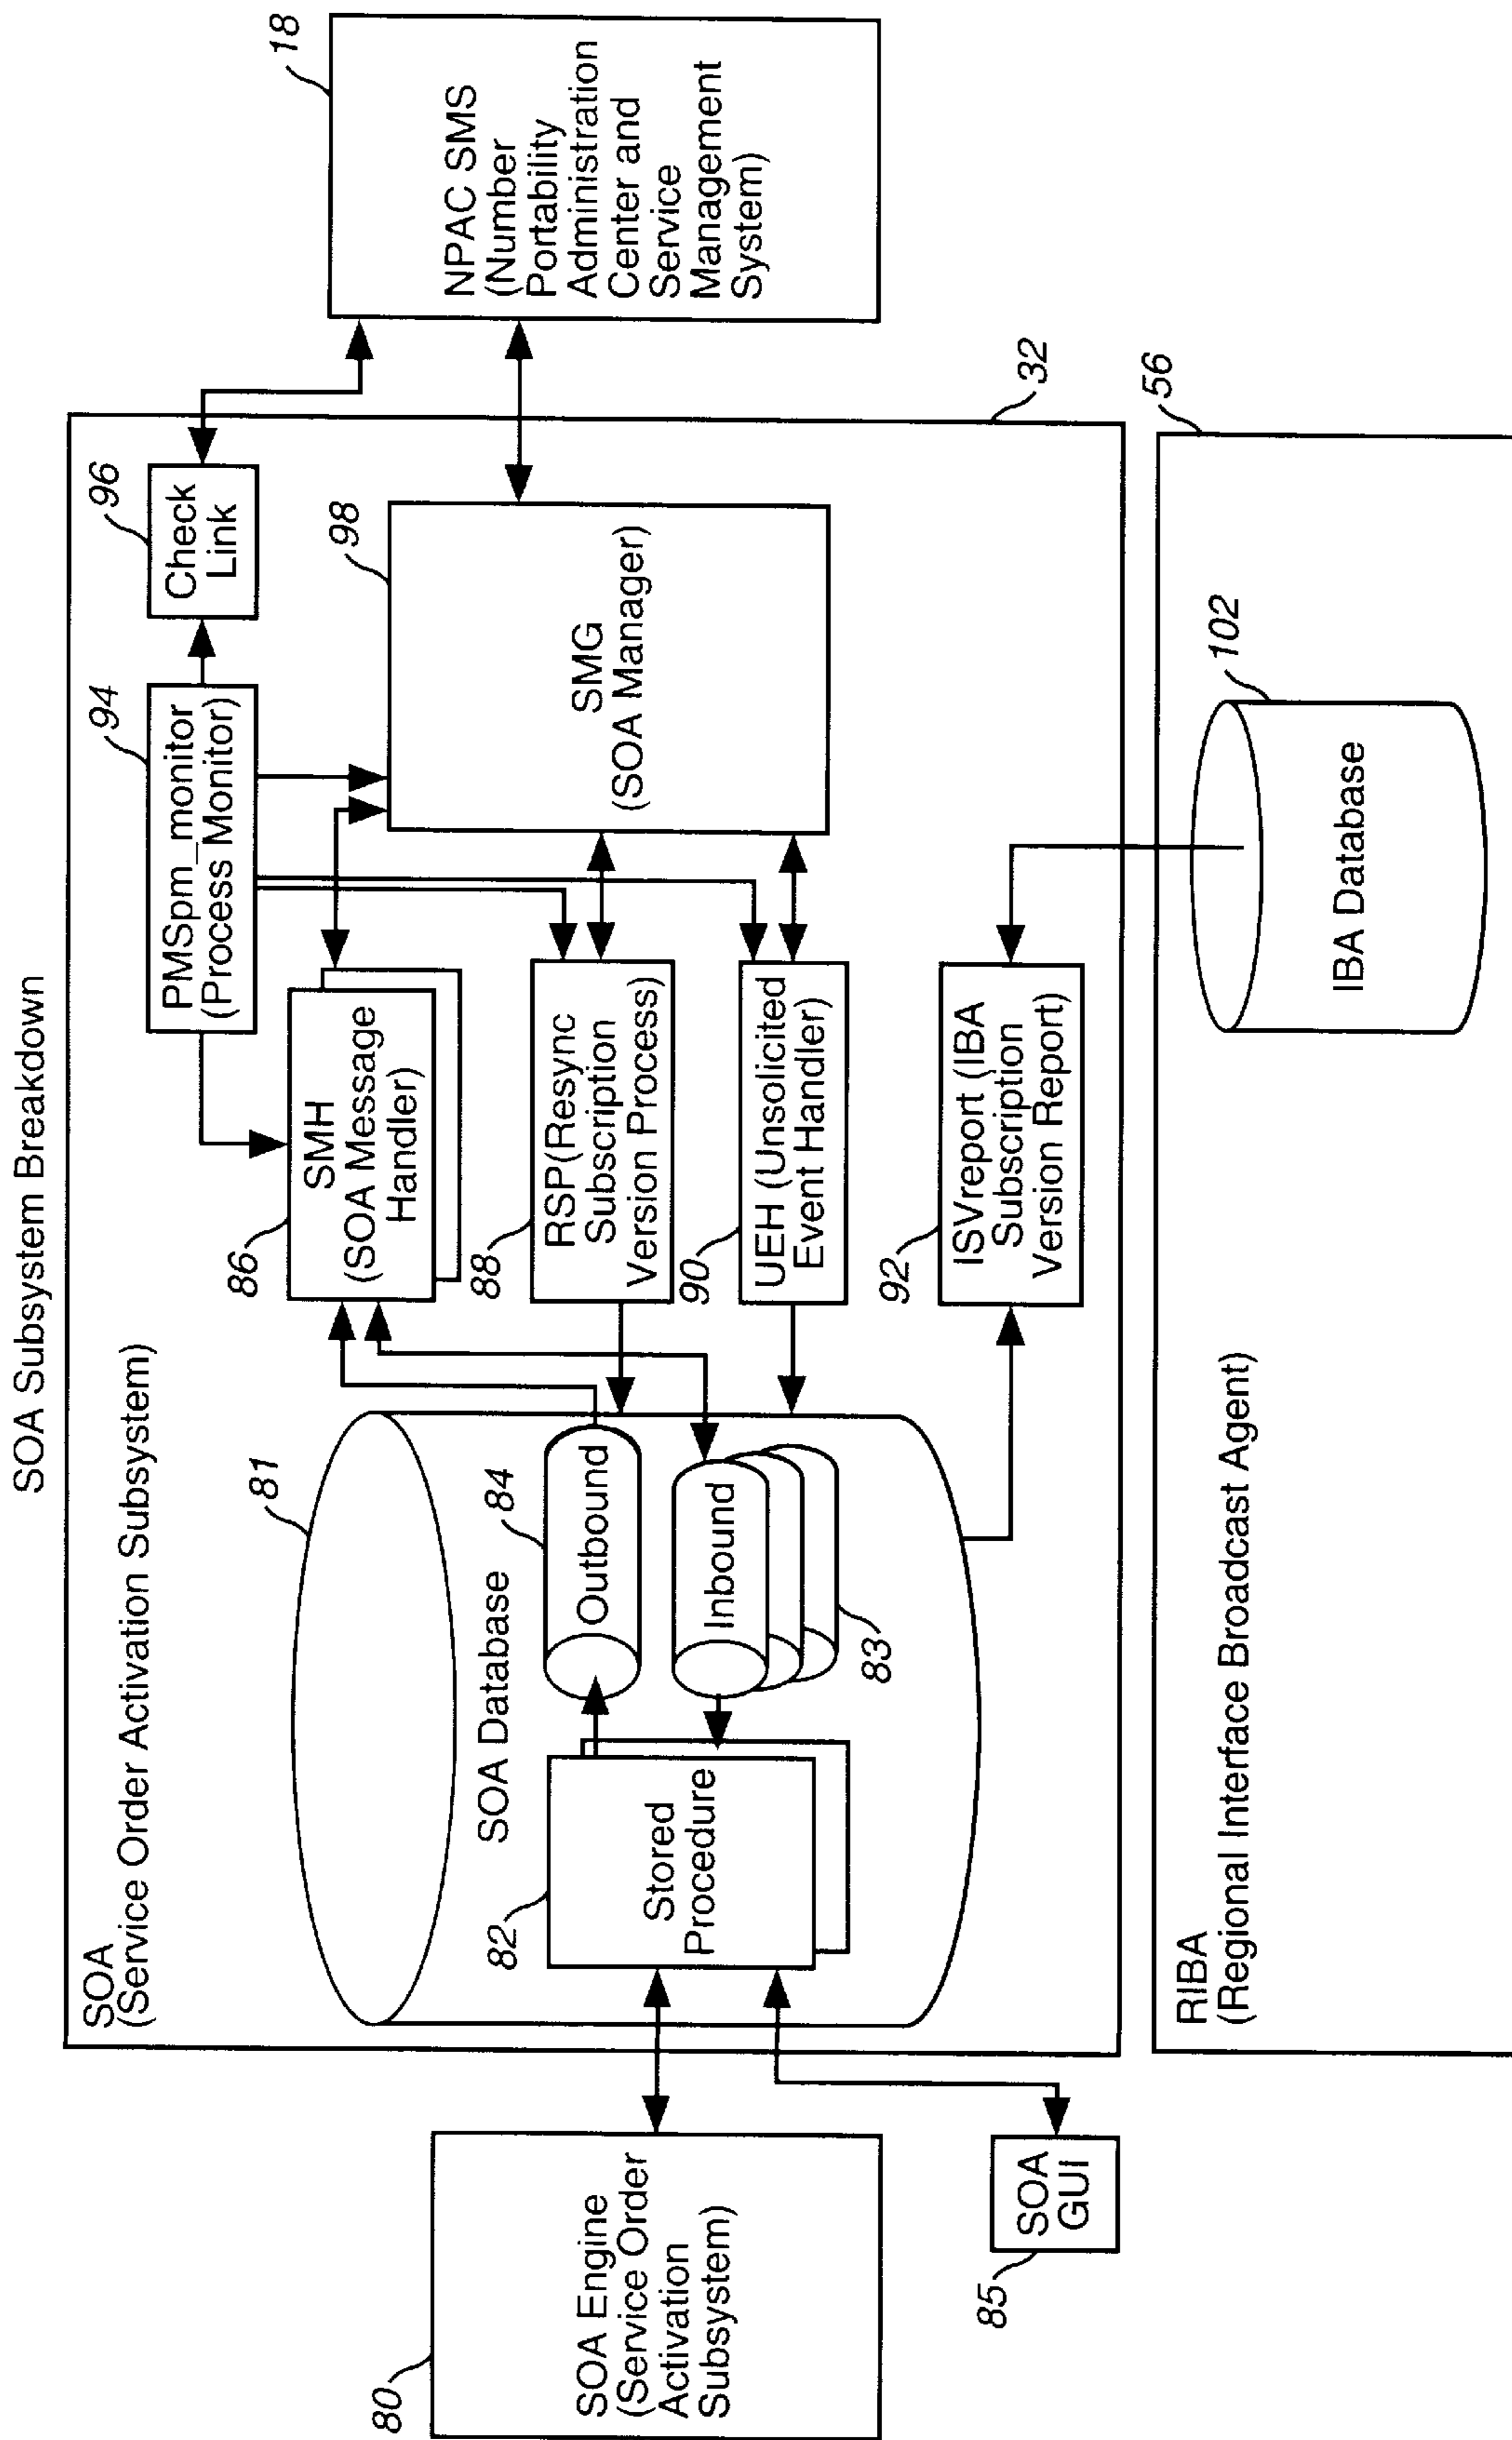 SOA Subsystem Breakdown
SOA
(Service Order Activation Subsystem)
81
SOA Database
82
Stored
Procedure
84
Outbound
Inbound
83
80
SOA Engine
(Service Order
Activation
Subsystem)
85
SOA
GUI
86
SMH
(SOA Message
Handler)
88
RSP(Resync
Subscription
Version Process)
90
UEH (Unsolicited
Event Handler)
92
ISVreport (IBA
Subscription
Version Report)
94
PMSpm_monitor
(Process Monitor)
96
Check
Link
98
SMG
(SOA Manager)
32
18
NPAC SMS
(Number
Portability
Administration
Center and
Service
Management
System)
RIBA
(Regional Interface Broadcast Agent)
56
102
IBA Database